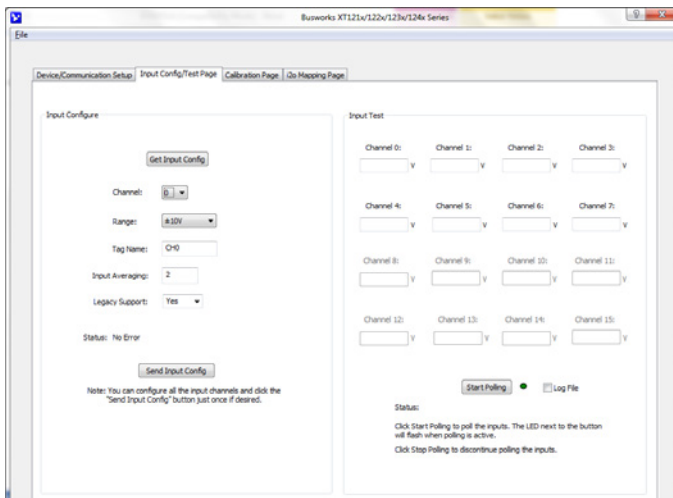 Busworks XT121x/122x/123x/124x Series
File
Device/Communication Setup Input Config/Test Page Calibration Page i2o Mapping Page
Input Configure
Get Input Config
Channel: 0
Range: ±10V
Tag Name: CH0
Input Averaging: 2
Legacy Support: Yes
Status: No Error
Send Input Config
Note: You can configure all the input channels and click the
"Send Input Config" button just once if desired.
Input Test
Channel 0: Channel 1: Channel 2: Channel 3:
V V V V
Channel 4: Channel 5: Channel 6: Channel 7:
V V V V
Channel 8: Channel 9: Channel 10: Channel 11:
V V V V
Channel 12: Channel 13: Channel 14: Channel 15:
V V V V
Start Polling Log File
Status:
Click Start Polling to poll the inputs. The LED next to the button
will flash when polling is active.
Click Stop Polling to discontinue polling the inputs.